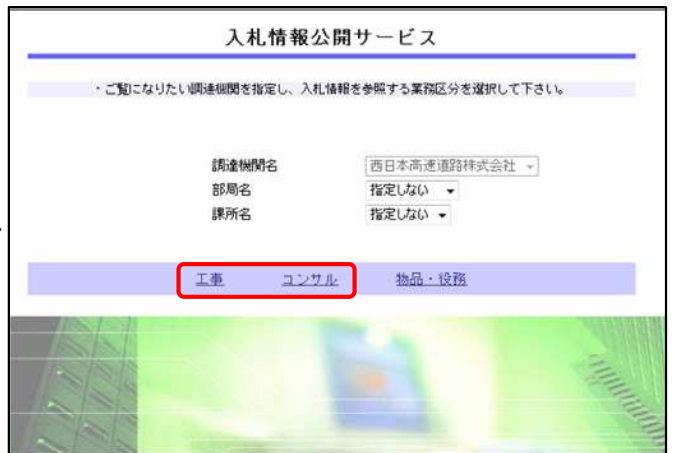 入札情報公開サービス
・ご覧になりたい調達機関を指定し、入札情報を参照する業務区分を選択して下さい。
調達機関名 西日本高速道路株式会社
部局名 指定しない
課所名 指定しない
工事 コンサル 物品・役務